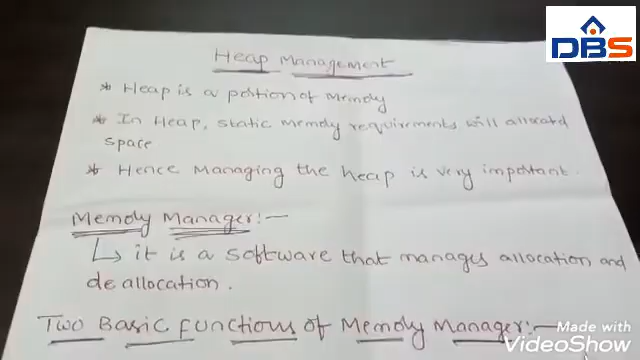 DBS
Heap Management
* Heap is a portion of Memory
* In Heap, static memory requirements will allocated
space
* Hence Managing the heap is very important.
Memory Manager:-
↳ it is a software that manages allocation and
de allocation.
Two Basic Functions of Memory Manager:-
Made with
VideoShow